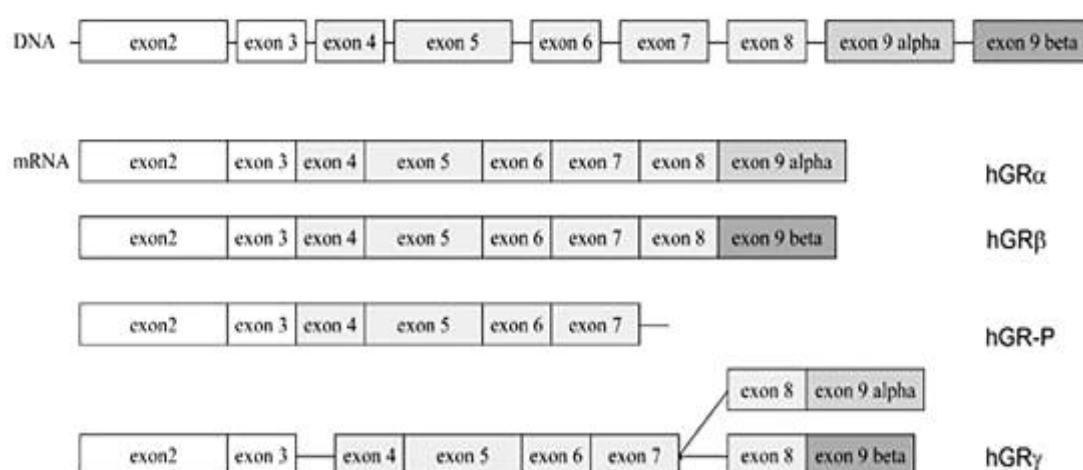 DNA exon2 exon 3 exon 4 exon 5 exon 6 exon 7 exon 8 exon 9 alpha exon 9 beta
mRNA exon2 exon 3 exon 4 exon 5 exon 6 exon 7 exon 8 exon 9 alpha hGRα
exon2 exon 3 exon 4 exon 5 exon 6 exon 7 exon 8 exon 9 beta hGRβ
exon2 exon 3 exon 4 exon 5 exon 6 exon 7 hGR-P
exon 8 exon 9 alpha
exon2 exon 3 exon 4 exon 5 exon 6 exon 7 exon 8 exon 9 beta hGRγ